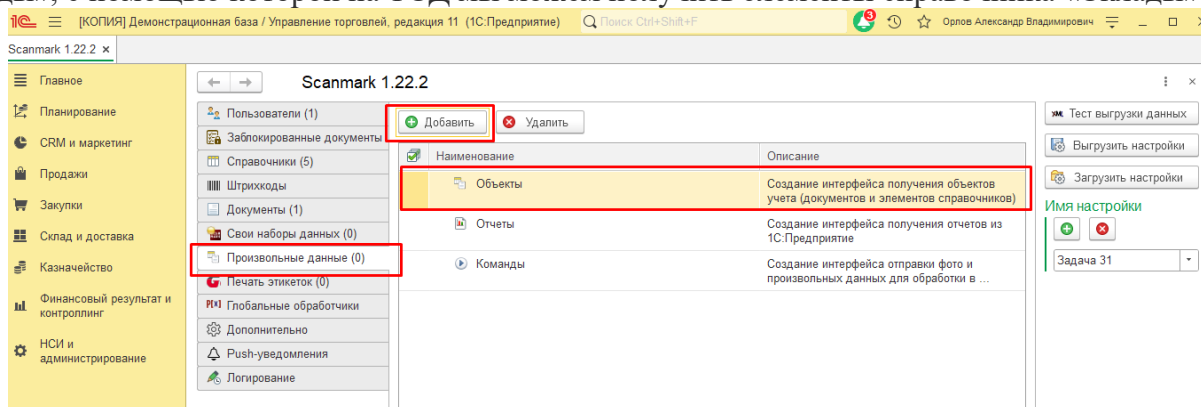 [КОПИЯ] Демонстрационная база / Управление торговлей, редакция 11 (1С:Предприятие)
Поиск Ctrl+Shift+F
3
Орлов Александр Владимирович
Scanmark 1.22.2 ×
Главное
Планирование
CRM и маркетинг
Продажи
Закупки
Склад и доставка
Казначейство
Финансовый результат и
контроллинг
НСИ и
администрирование
Scanmark 1.22.2
Пользователи (1)
Заблокированные документы
Справочники (5)
Штрихкоды
Документы (1)
Свои наборы данных (0)
Произвольные данные (0)
Печать этикеток (0)
Глобальные обработчики
Дополнительно
Push-уведомления
Логирование
Добавить
Удалить
Наименование
Описание
Объекты
Создание интерфейса получения объектов
учета (документов и элементов справочников)
Отчеты
Создание интерфейса получения отчетов из
1С:Предприятие
Команды
Создание интерфейса отправки фото и
произвольных данных для обработки в ...
Тест выгрузки данных
Выгрузить настройки
Загрузить настройки
Имя настройки
Задача 31